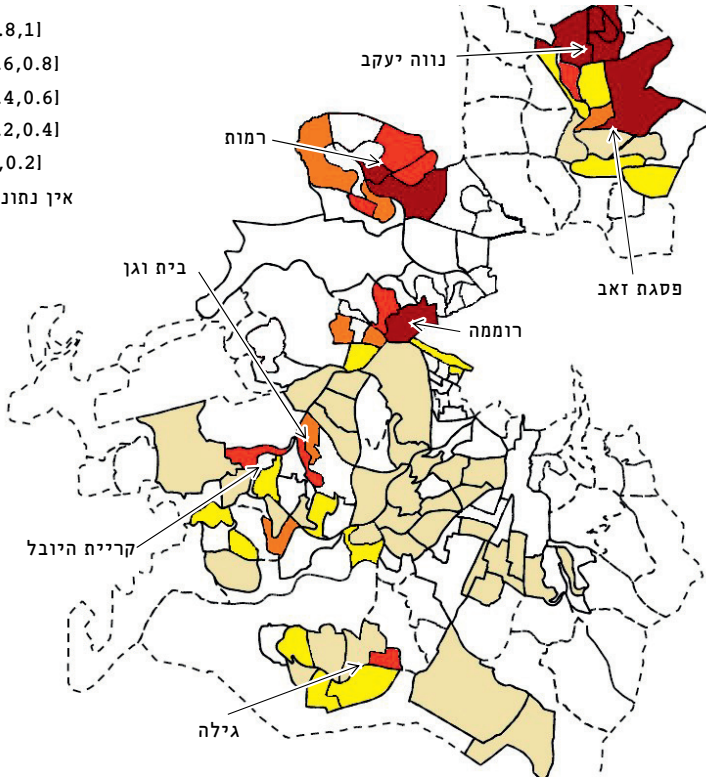 .8,1]
.6,0.8]
.4,0.6]
.2,0.4]
,0.2]
אין נתונ
נווה יעקב
רמות
פסגת זאב
בית וגן
רוממה
קריית היובל
גילה